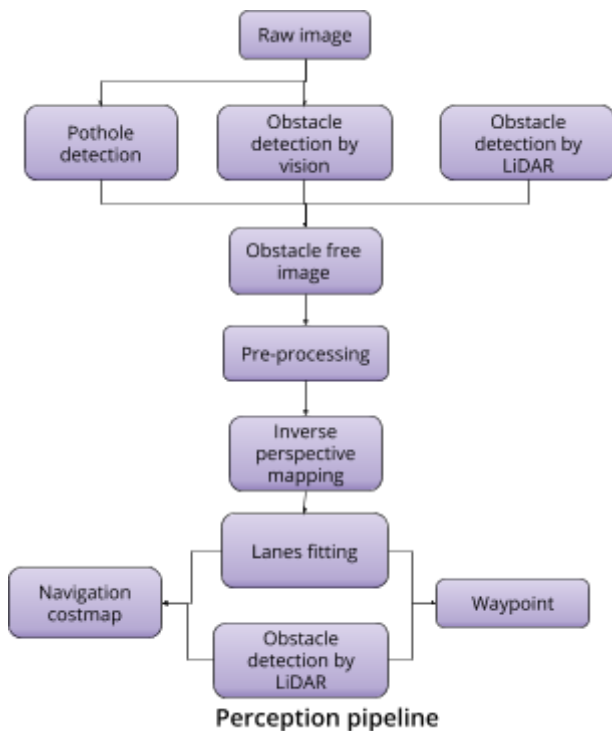 Raw image
Pothole
detection
Obstacle
detection by
vision
Obstacle
detection by
LiDAR
Obstacle free
image
Pre-processing
Inverse
perspective
mapping
Lanes fitting
Navigation
costmap
Waypoint
Obstacle
detection by
LiDAR
Perception pipeline